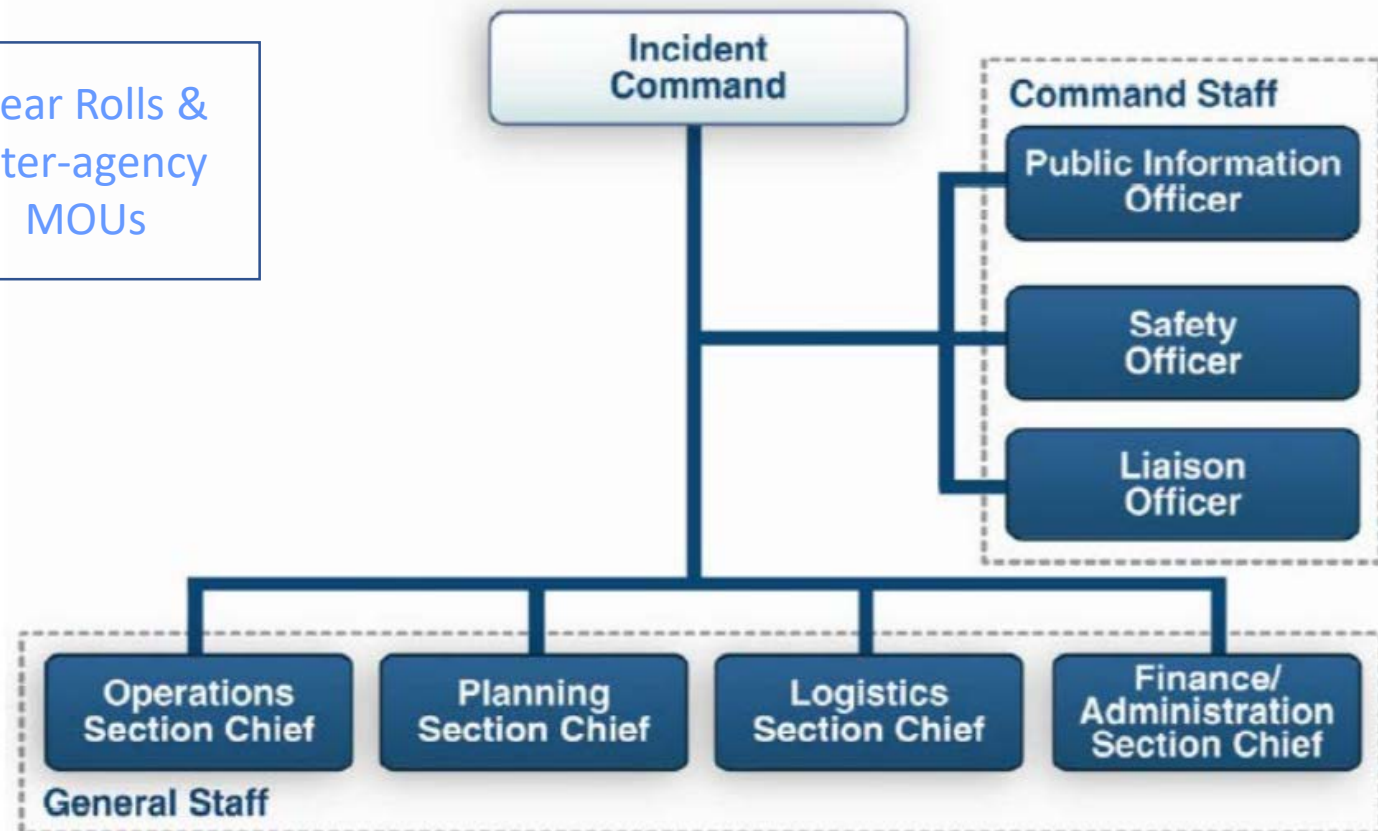 Incident
Command
ear Rolls &
ter-agency
MOUs
Command Staff
Public Information
Officer
Safety
Officer
Liaison
Officer
Operations
Section Chief
Planning
Section Chief
Logistics
Section Chief
Finance/
Administration
Section Chief
General Staff